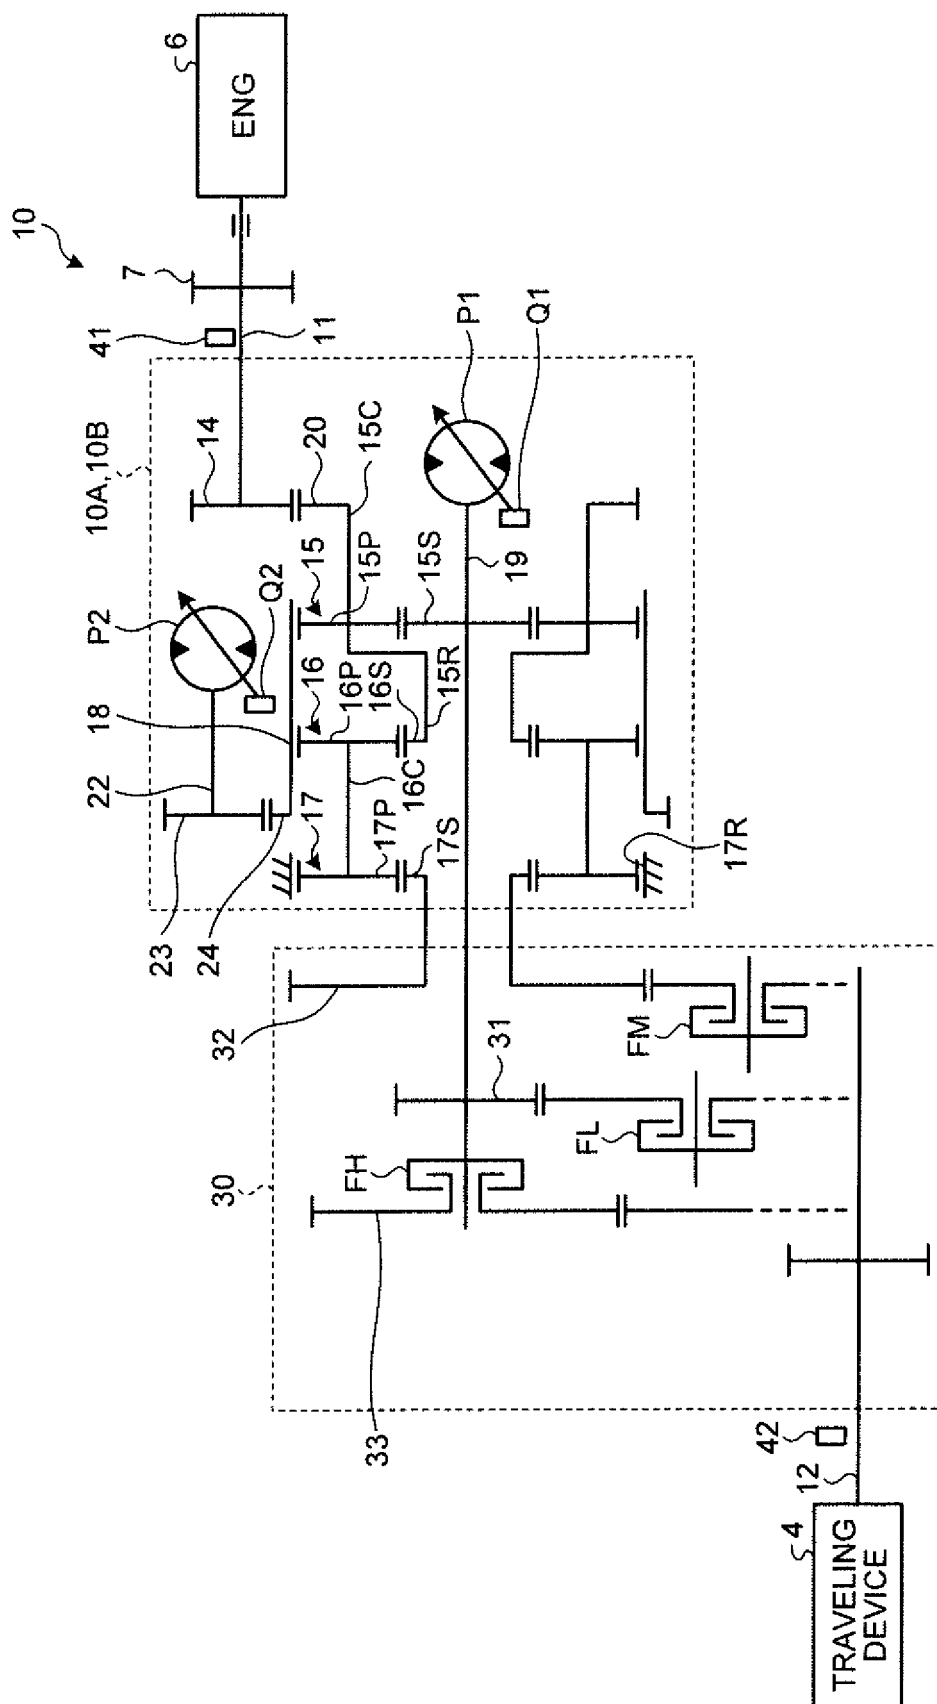 10
6
ENG
7
41
11
10A,10B
14
20
15C
P1
Q1
P2
Q2
15
15P
15S
19
18
16
16P
16S
15R
22
16C
17
17P
17S
17R
23
24
32
31
FM
FL
FH
30
33
42
12
4
TRAVELING
DEVICE